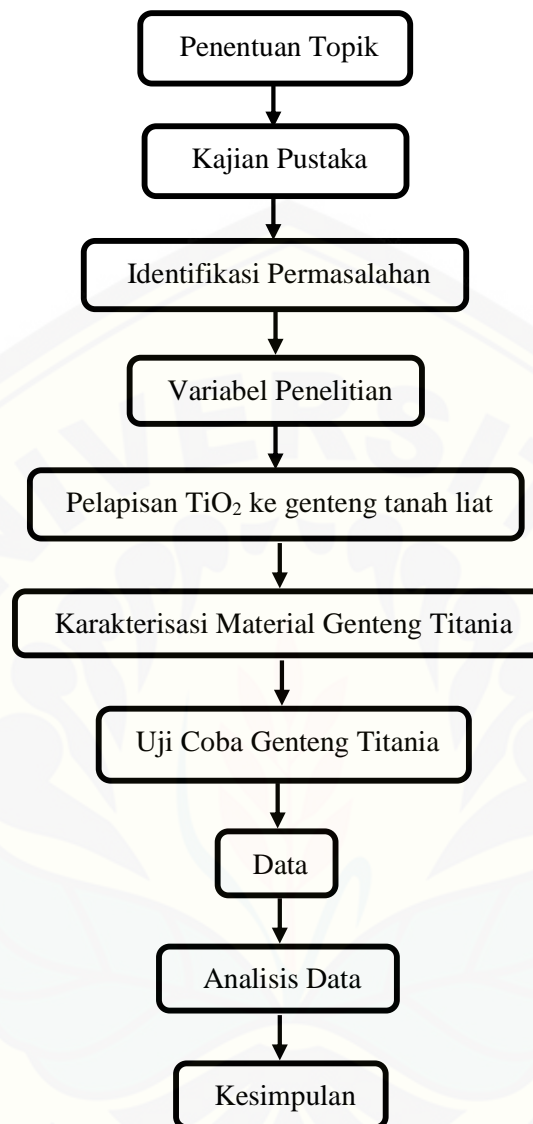 Penentuan Topik
Kajian Pustaka
Identifikasi Permasalahan
Variabel Penelitian
Pelapisan TiO₂ ke genteng tanah liat
Karakterisasi Material Genteng Titania
Uji Coba Genteng Titania
Data
Analisis Data
Kesimpulan